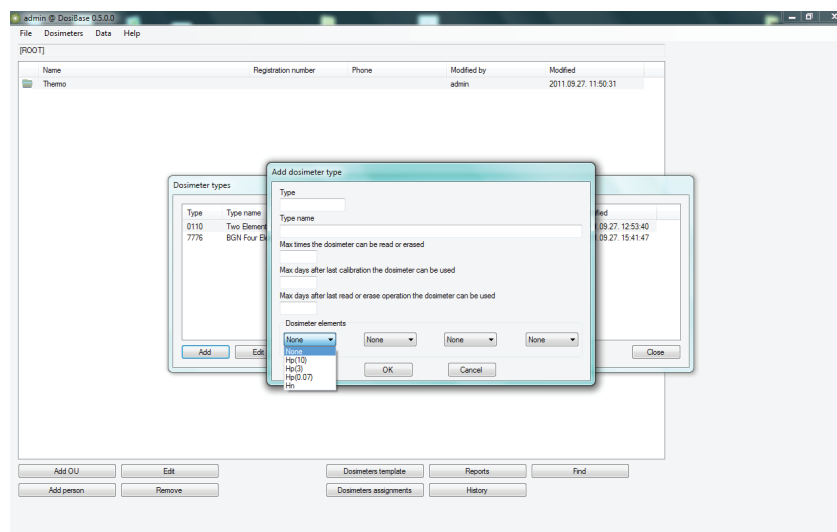 admin @ DosiBase 0.5.0.0
File Dosimeters Data Help
[ROOT]
Name Registration number Phone Modified by Modified
Thermo admin 2011.09.27. 11:50:31
Dosimeter types
Add dosimeter type
Type Type name
0110 Two Element .09.27. 12:53:40
7776 BGN Four .09.27. 15:41:47
Type
Type name
Max times the dosimeter can be read or erased
Max days after last calibration the dosimeter can be used
Max days after last read or erase operation the dosimeter can be used
Dosimeter elements
None None None None
None
Hp(10)
Hp(3)
Hp(0.07)
Hn
OK Cancel
Add Edit Close
Add OU Edit Dosimeters template Reports Find
Add person Remove Dosimeters assignments History